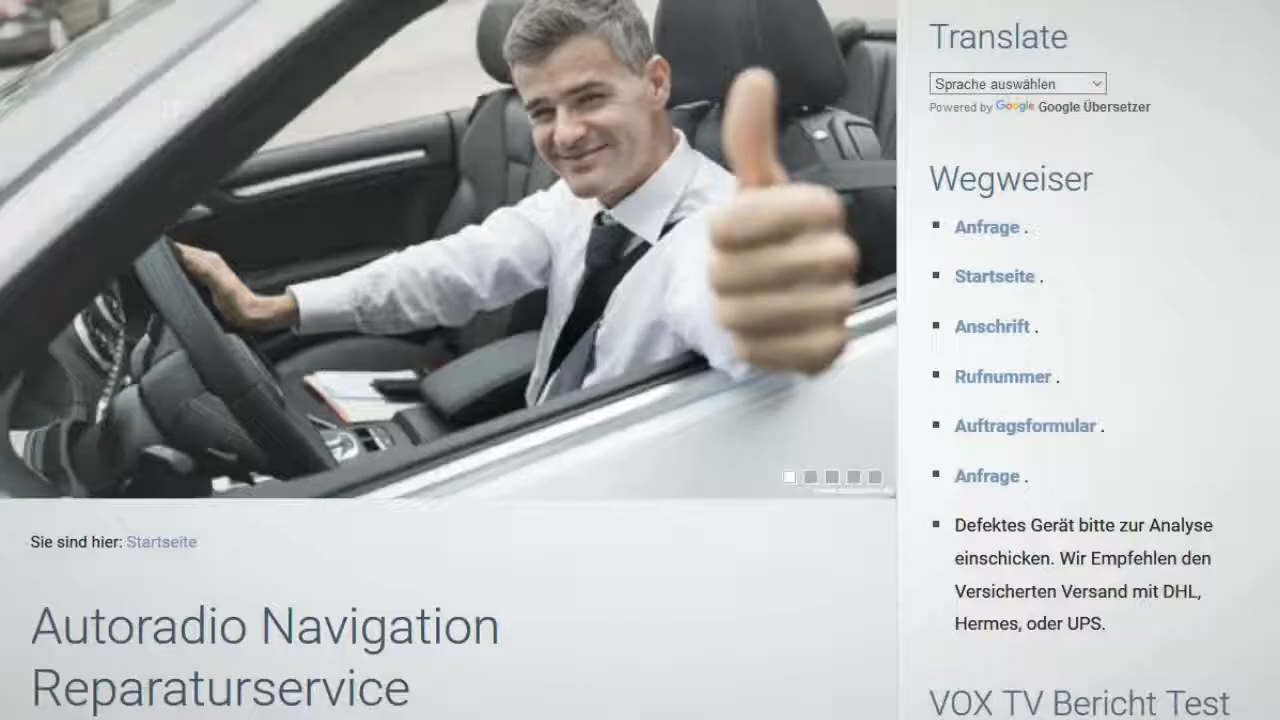 Translate
Sprache auswählen
Powered by Google Google Übersetzer
Wegweiser
Anfrage .
Startseite .
Anschrift .
Rufnummer .
Auftragsformular .
Anfrage .
Defektes Gerät bitte zur Analyse
einschicken. Wir Empfehlen den
Versicherten Versand mit DHL,
Hermes, oder UPS.
VOX TV Bericht Test
Sie sind hier: Startseite
Autoradio Navigation
Reparaturservice